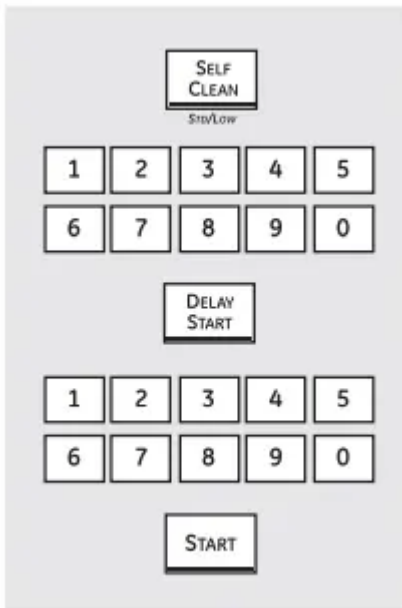 SELF
CLEAN
STD/LOW
1 2 3 4 5
6 7 8 9 0
DELAY
START
1 2 3 4 5
6 7 8 9 0
START